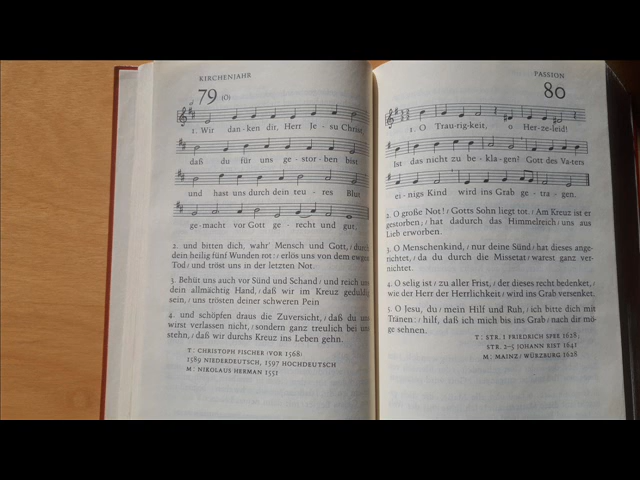 KIRCHENJAHR
79 (Ö)
1. Wir dan-ken dir, Herr Je-su Christ,
daß du für uns ge-stor-ben bist
und hast uns durch dein teu-res Blut
ge-macht vor Gott ge-recht und gut,
2. und bitten dich, wahr' Mensch und Gott, / durch
dein heilig fünf Wunden rot: / erlös uns von dem ewgen
Tod / und tröst uns in der letzten Not.
3. Behüt uns auch vor Sünd und Schand / und reich uns
dein allmächtig Hand, / daß wir im Kreuz geduldig
sein, / uns trösten deiner schweren Pein
4. und schöpfen draus die Zuversicht, / daß du uns
wirst verlassen nicht, / sondern ganz treulich bei uns
stehn, / daß wir durchs Kreuz ins Leben gehn.
T: CHRISTOPH FISCHER (VOR 1568)
1589 NIEDERDEUTSCH, 1597 HOCHDEUTSCH
M: NIKOLAUS HERMAN 1551
PASSION
80
1. O Trau-rig-keit, o Her-ze-leid!
Ist das nicht zu be-kla-gen? Gott des Vaters
ei-nigs Kind wird ins Grab ge-tra-gen.
2. O große Not! / Gotts Sohn liegt tot. / Am Kreuz ist er
gestorben, / hat dadurch das Himmelreich / uns aus
Lieb erworben.
3. O Menschenkind, / nur deine Sünd / hat dieses ange-
richtet, / da du durch die Missetat / warest ganz ver-
nichtet.
4. O selig ist / zu aller Frist, / der dieses recht bedenket, /
wie der Herr der Herrlichkeit / wird ins Grab versenket.
5. O Jesu, du / mein Hilf und Ruh, / ich bitte dich mit
Tränen: / hilf, daß ich mich bis ins Grab / nach dir mö-
ge sehnen.
T: STR. 1 FRIEDRICH SPEE 1628,
STR. 2-5 JOHANN RIST 1641
M: MAINZ/WÜRZBURG 1628